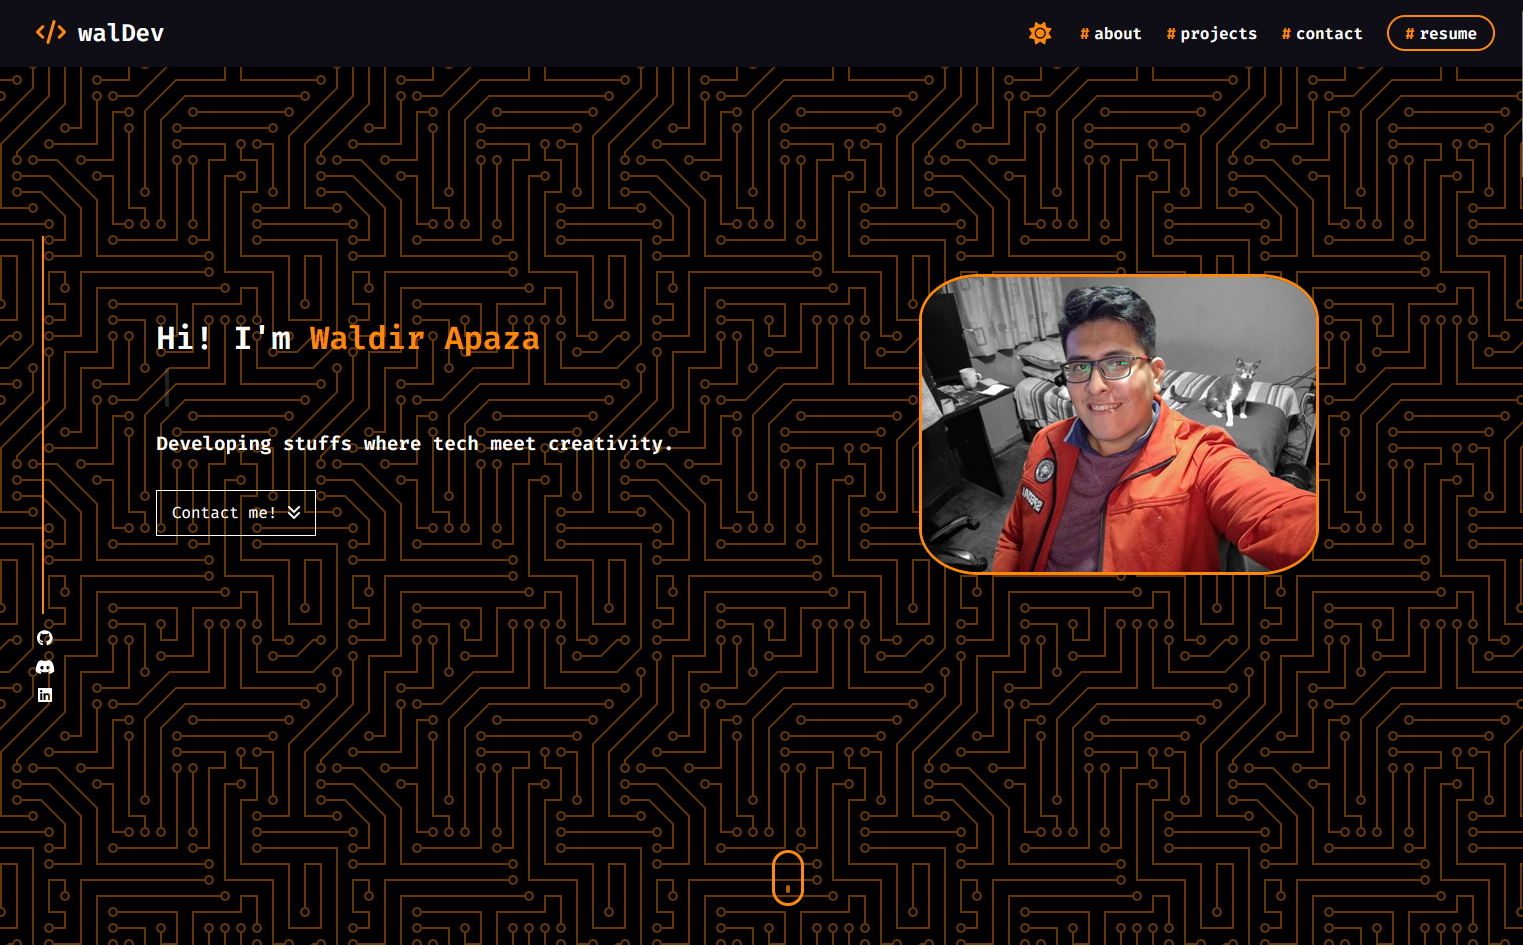 walDev
# about
# projects
# contact
# resume
Hi! I'm Waldir Apaza
Developing stuffs where tech meet creativity.
Contact me!